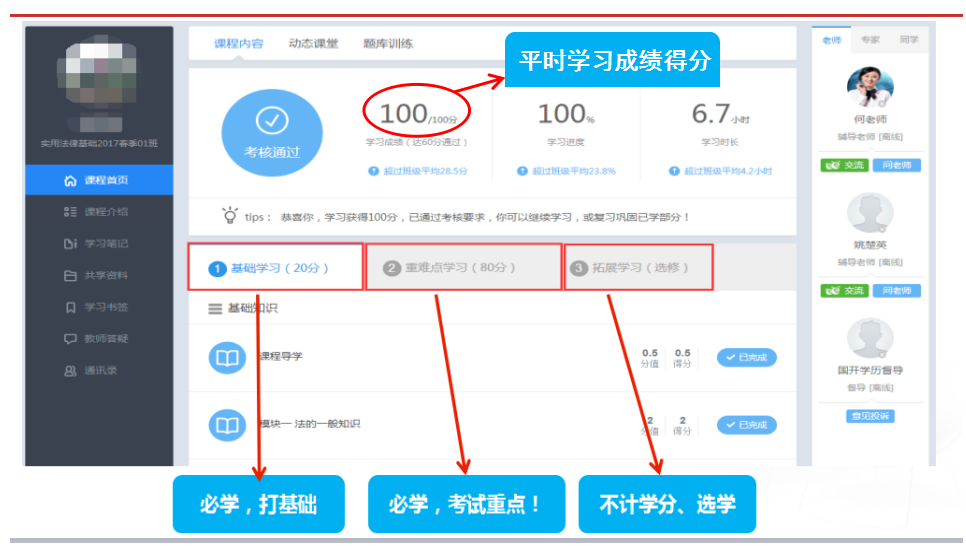 课程内容 动态课堂 题库训练
平时学习成绩得分
老师 专家 同学
实用法课基础2017春季01班
课程首页
课程介绍
学习笔记
共享资料
学习书签
教师答疑
通讯录
考核通过
100/100分
学习成绩（达60分通过）
超过班级平均28.5分
100%
学习进度
超过班级平均23.8%
6.7小时
学习时长
超过班级平均4.2小时
tips： 恭喜你，学习获得100分，已通过考核要求，你可以继续学习，或复习巩固已学部分！
1 基础学习（20分）
2 重难点学习（80分）
3 拓展学习（选修）
基础知识
课程导学
0.5 0.5
分值 得分
已完成
模块一 法的一般知识
2 2
分值 得分
已完成
何老师
辅导老师 [离线]
交流 问老师
姚楚英
辅导老师 [离线]
交流 问老师
国开学历督导
督导 [离线]
意见投诉
必学，打基础
必学，考试重点！
不计学分、选学